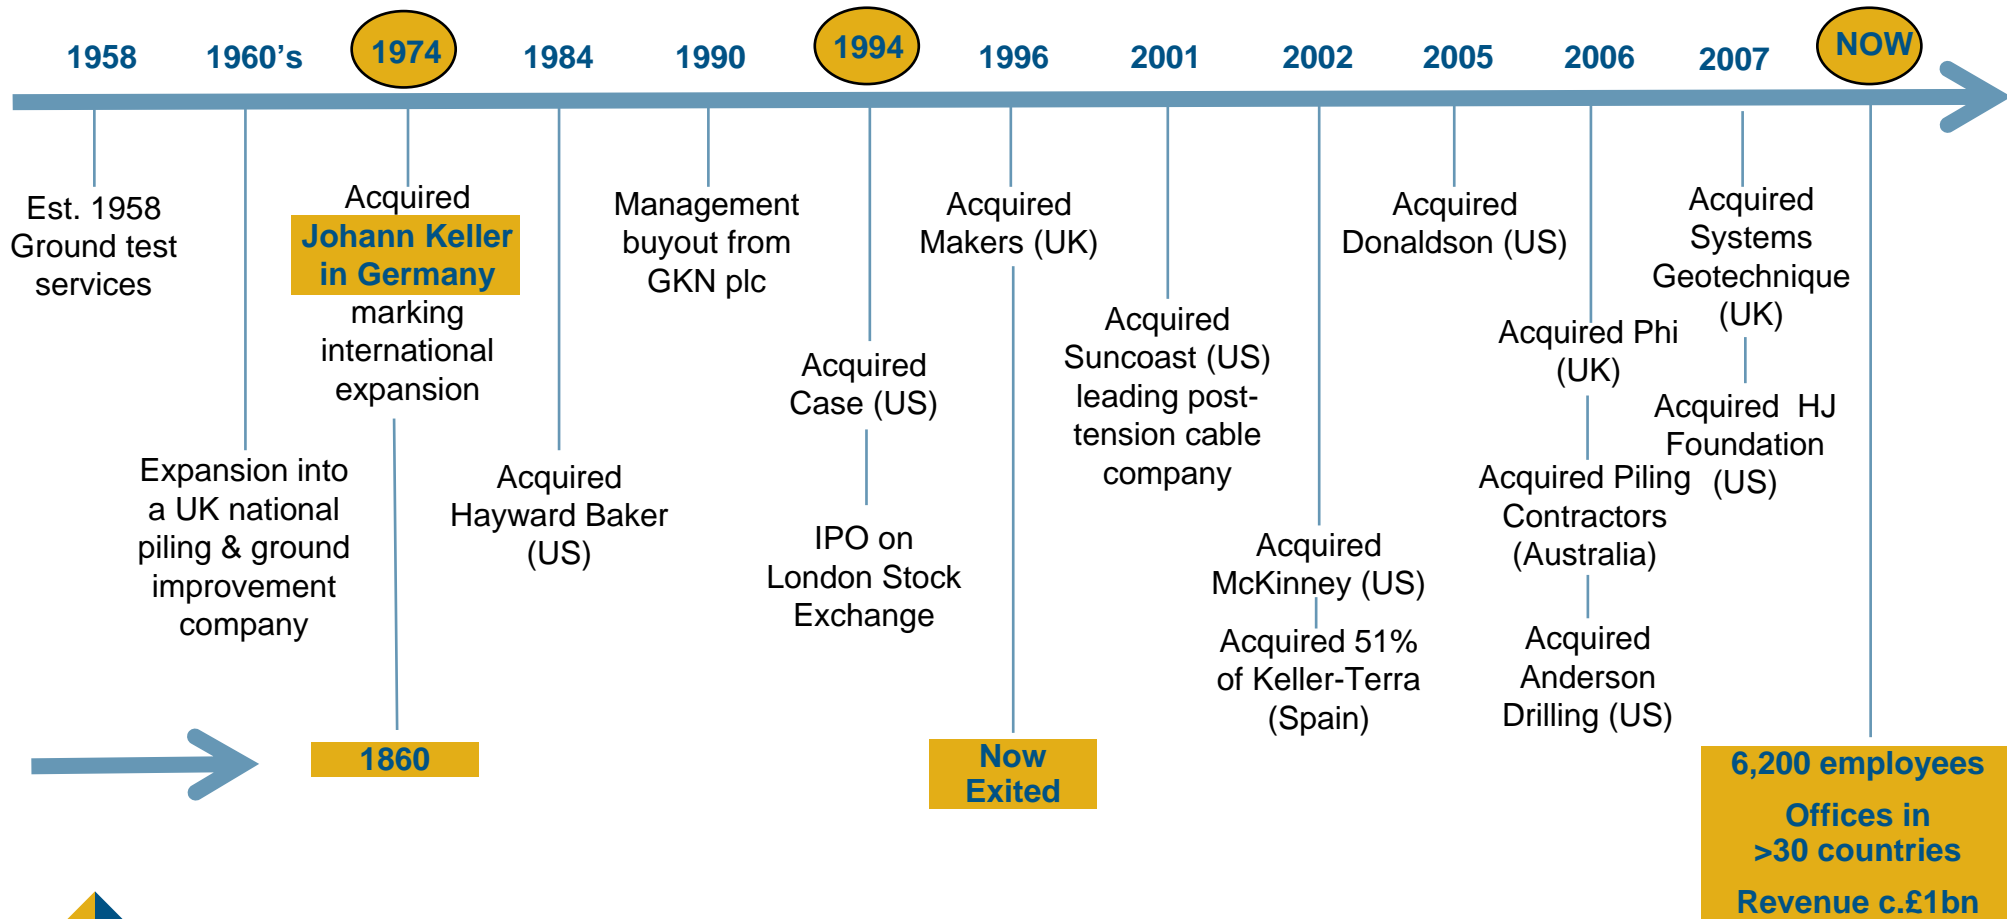 1958
1960's
1974
1984
1990
1994
1996
2001
2002
2005
2006
2007
NOW
Est. 1958
Ground test
services
Expansion into
a UK national
piling & ground
improvement
company
Acquired
Johann Keller
in Germany
marking
international
expansion
1860
Acquired
Hayward Baker
(US)
Management
buyout from
GKN plc
Acquired
Case (US)
IPO on
London Stock
Exchange
Acquired
Makers (UK)
Now
Exited
Acquired
Suncoast (US)
leading post-
tension cable
company
Acquired
McKinney (US)
Acquired 51%
of Keller-Terra
(Spain)
Acquired
Donaldson (US)
Acquired Phi
(UK)
Acquired Piling
Contractors
(Australia)
Acquired
Anderson
Drilling (US)
Acquired
Systems
Geotechnique
(UK)
Acquired HJ
Foundation
(US)
6,200 employees
Offices in
>30 countries
Revenue c.£1bn